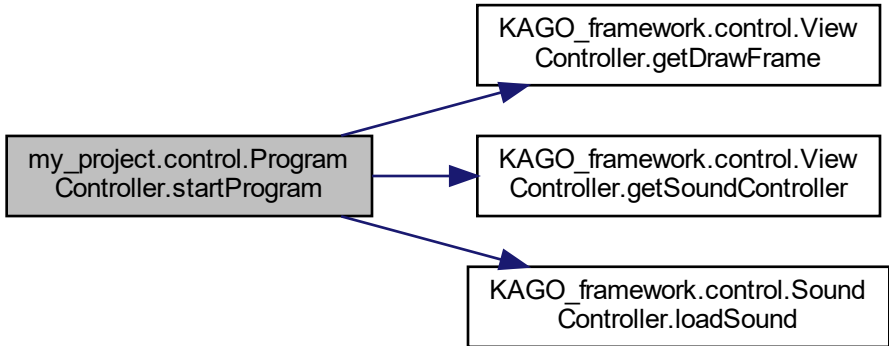 KAGO_framework.control.View
Controller.getDrawFrame
my_project.control.Program
Controller.startProgram
KAGO_framework.control.View
Controller.getSoundController
KAGO_framework.control.Sound
Controller.loadSound